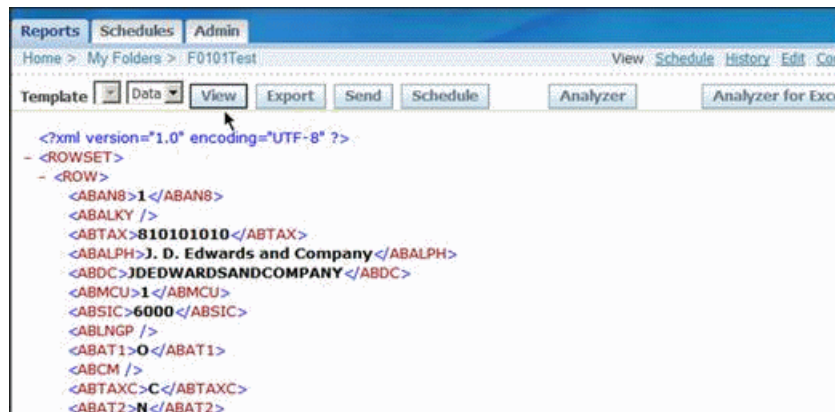 Reports Schedules Admin
Home > My Folders > F0101Test View Schedule History Edit
Template Data View Export Send Schedule Analyzer Analyzer for
<?xml version="1.0" encoding="UTF-8" ?>
- <ROWSET>
- <ROW>
<ABAN8>1</ABAN8>
<ABALKY />
<ABTAX>810101010</ABTAX>
<ABALPH>J. D. Edwards and Company</ABALPH>
<ABDC>JDEDWARDSANDCOMPANY</ABDC>
<ABMCU>1</ABMCU>
<ABSIC>6000</ABSIC>
<ABLNGP />
<ABAT1>O</ABAT1>
<ABCM />
<ABTAXC>C</ABTAXC>
<ABAT2>N</ABAT2>